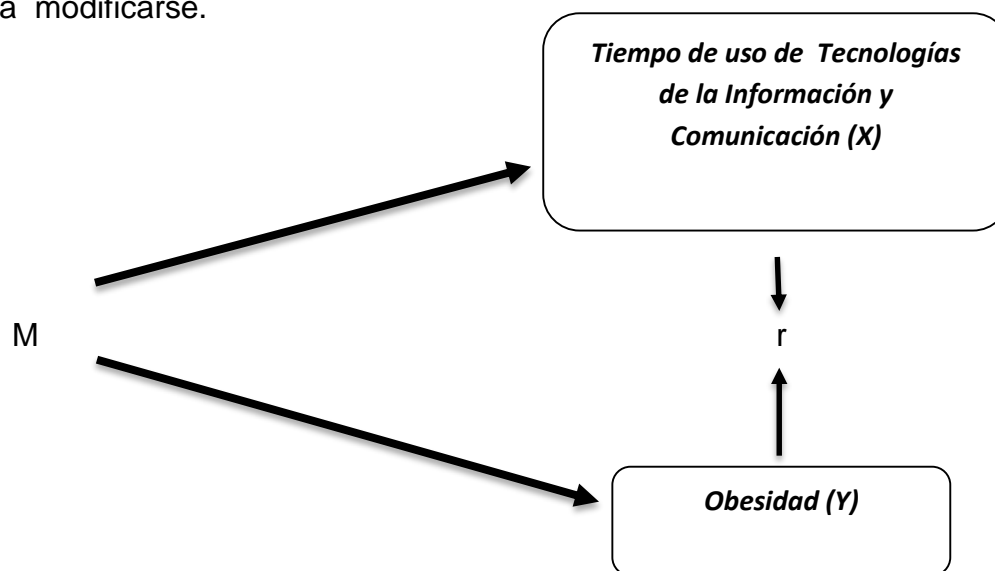 a modificarse.
Tiempo de uso de Tecnologías
de la Información y
Comunicación (X)
M
r
Obesidad (Y)